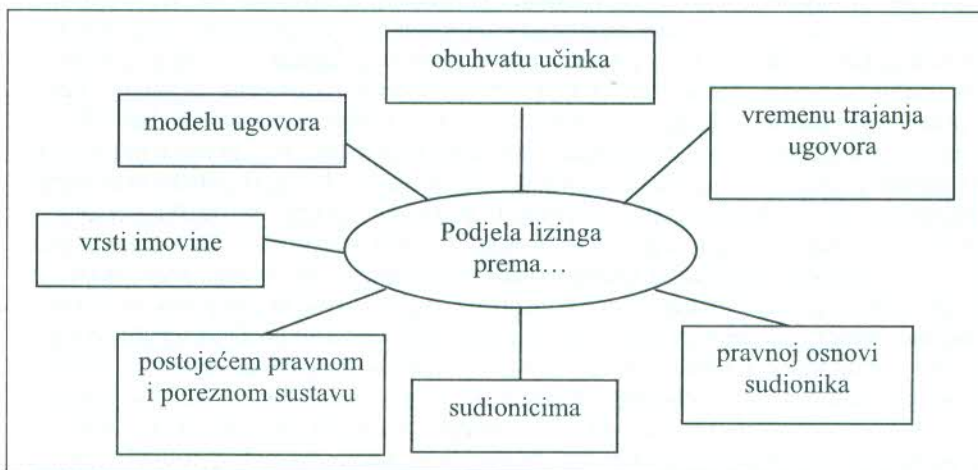 obuhvatu učinka
modelu ugovora
vremenu trajanja
ugovora
vrsti imovine
Podjela lizinga
prema…
postojećem pravnom
i poreznom sustavu
sudionicima
pravnoj osnovi
sudionika